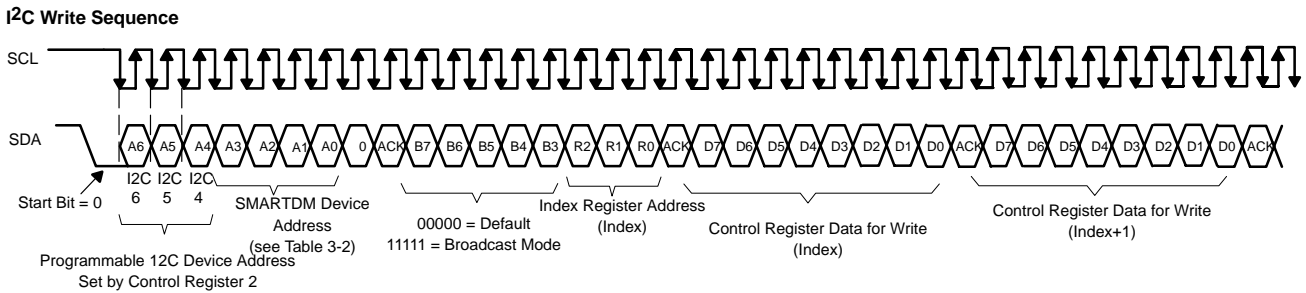 I2C Write Sequence
SCL
SDA
A6 A5 A4 A3 A2 A1 A0 0 ACK B7 B6 B5 B4 B3 R2 R1 R0 ACK D7 D6 D5 D4 D3 D2 D1 D0 ACK D7 D6 D5 D4 D3 D2 D1 D0 ACK
Start Bit = 0
I2C I2C I2C
6 5 4
SMARTDM Device
Address
(see Table 3-2)
00000 = Default
11111 = Broadcast Mode
Index Register Address
(Index)
Control Register Data for Write
(Index)
Control Register Data for Write
(Index+1)
Programmable 12C Device Address
Set by Control Register 2